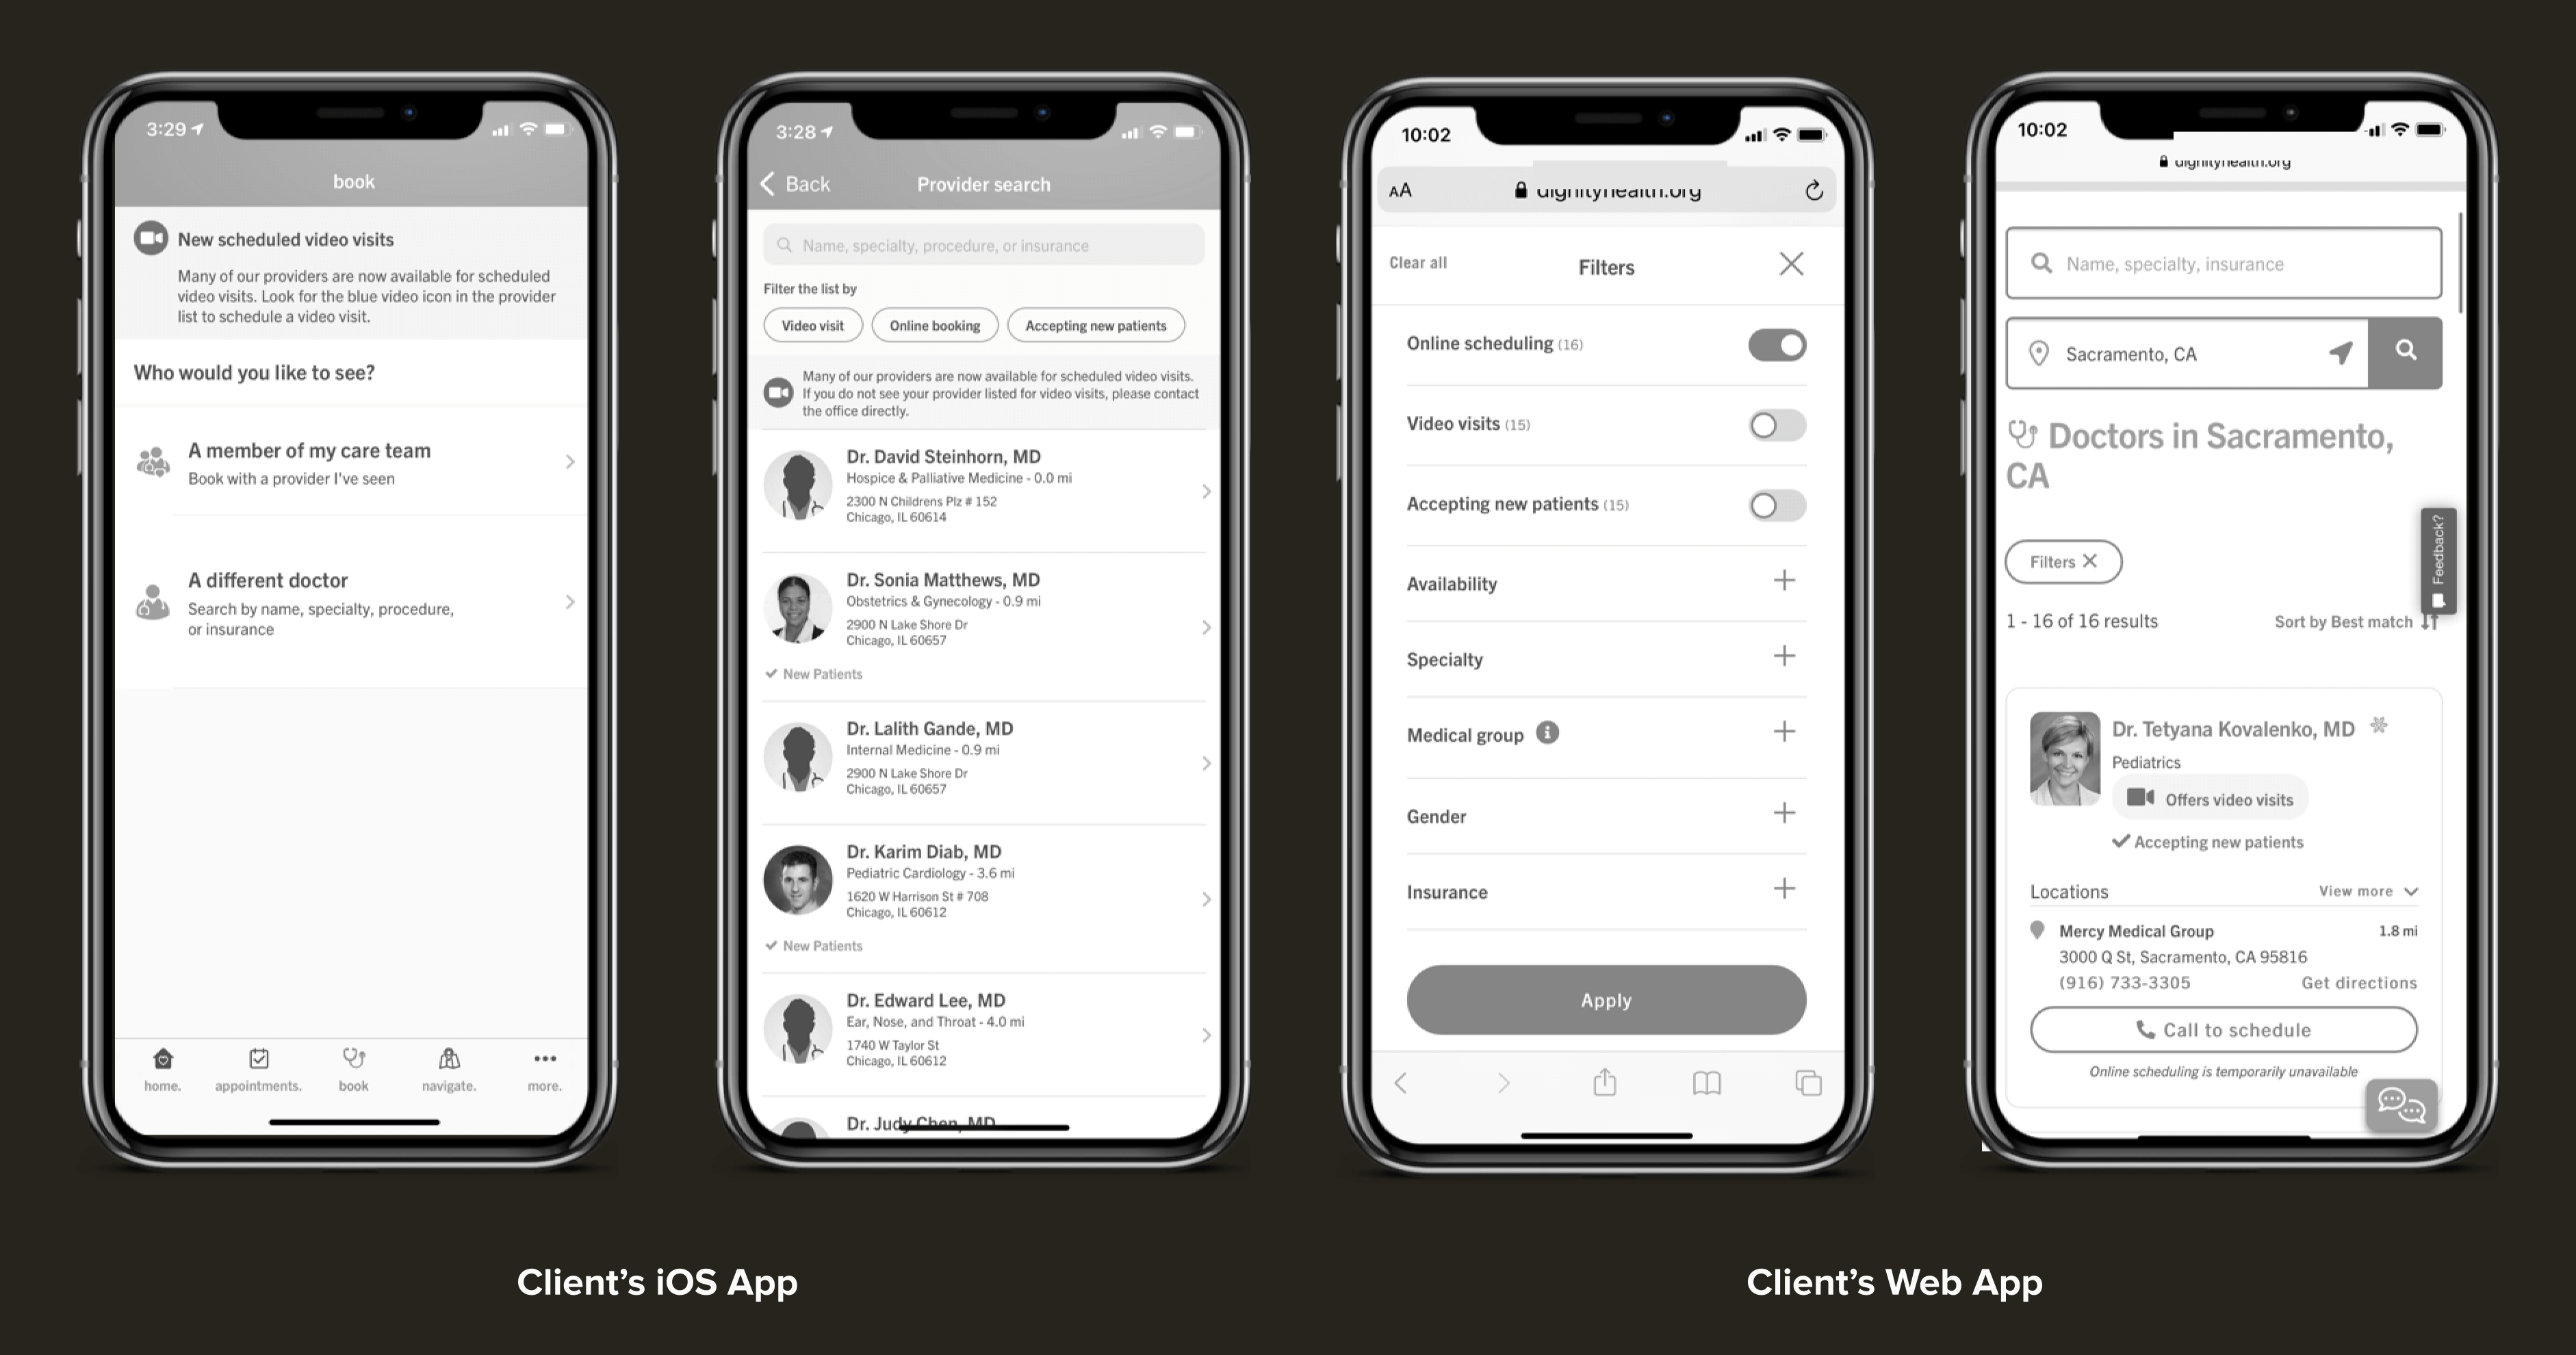 3:29
book
New scheduled video visits
Many of our providers are now available for scheduled
video visits. Look for the blue video icon in the provider
list to schedule a video visit.
Who would you like to see?
A member of my care team
Book with a provider I've seen
A different doctor
Search by name, specialty, procedure,
or insurance
home.
appointments.
book
navigate.
more.
3:28
Back
Provider search
Name, specialty, procedure, or insurance
Filter the list by
Video visit
Online booking
Accepting new patients
Many of our providers are now available for scheduled video visits.
If you do not see your provider listed for video visits, please contact
the office directly.
Dr. David Steinhorn, MD
Hospice & Palliative Medicine - 0.0 mi
2300 N Childrens Plz # 152
Chicago, IL 60614
Dr. Sonia Matthews, MD
Obstetrics & Gynecology - 0.9 mi
2900 N Lake Shore Dr
Chicago, IL 60657
New Patients
Dr. Lalith Gande, MD
Internal Medicine - 0.9 mi
2900 N Lake Shore Dr
Chicago, IL 60657
Dr. Karim Diab, MD
Pediatric Cardiology - 3.6 mi
1620 W Harrison St # 708
Chicago, IL 60612
New Patients
Dr. Edward Lee, MD
Ear, Nose, and Throat - 4.0 mi
1740 W Taylor St
Chicago, IL 60612
Dr. Judy Chen, MD
10:02
AA
dignityhealth.org
Clear all
Filters
Online scheduling (16)
Video visits (15)
Accepting new patients (15)
Availability
Specialty
Medical group
Gender
Insurance
Apply
10:02
dignityhealth.org
Name, specialty, insurance
Sacramento, CA
Doctors in Sacramento,
CA
Feedback?
Filters
1 - 16 of 16 results
Sort by Best match
Dr. Tetyana Kovalenko, MD
Pediatrics
Offers video visits
Accepting new patients
Locations
View more
Mercy Medical Group
1.8 mi
3000 Q St, Sacramento, CA 95816
(916) 733-3305
Get directions
Call to schedule
Online scheduling is temporarily unavailable
Client's iOS App
Client's Web App